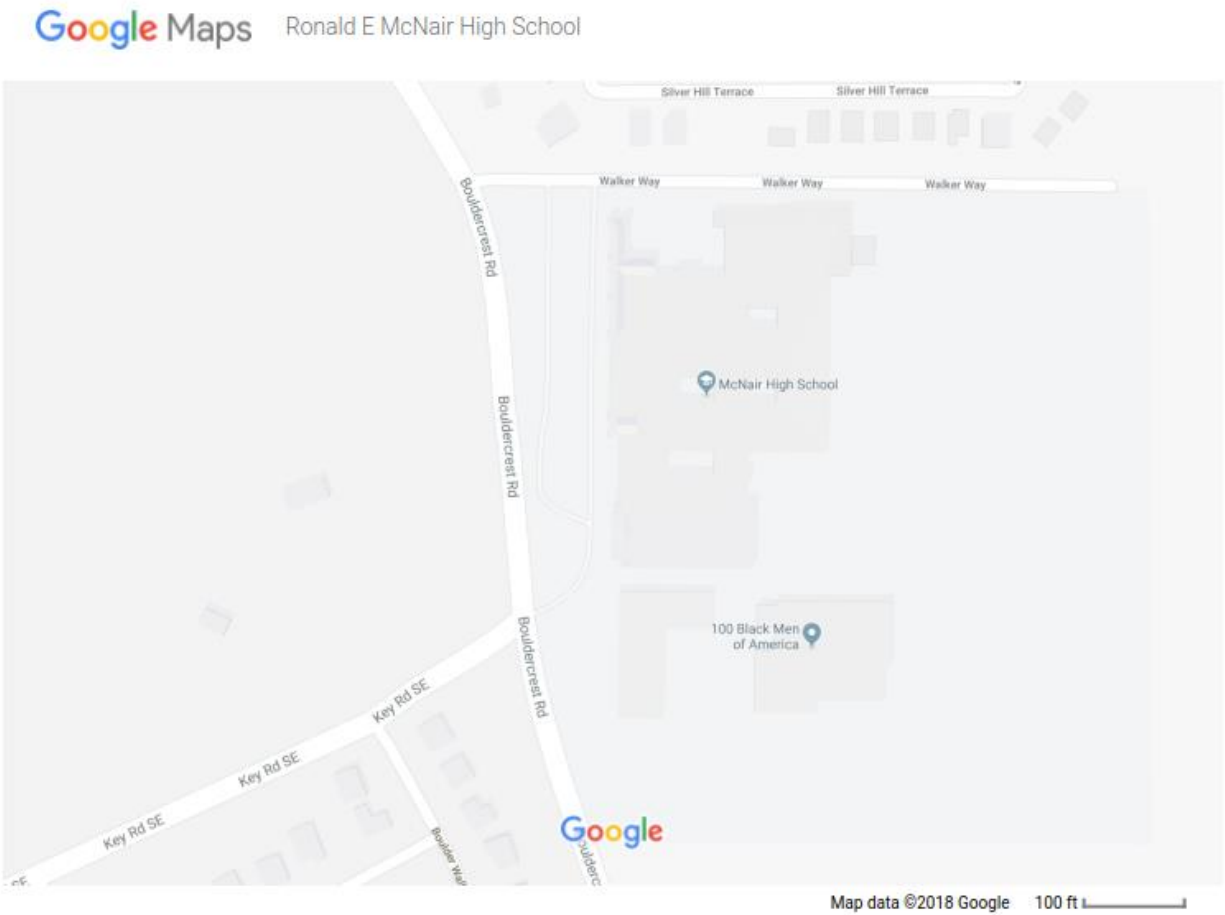 Google Maps Ronald E McNair High School
Silver Hill Terrace
Silver Hill Terrace
Walker Way
Walker Way
Walker Way
Bouldercrest Rd
McNair High School
Bouldercrest Rd
100 Black Men
of America
Bouldercrest Rd
Key Rd SE
Key Rd SE
Key Rd SE
Google
Map data ©2018 Google 100 ft